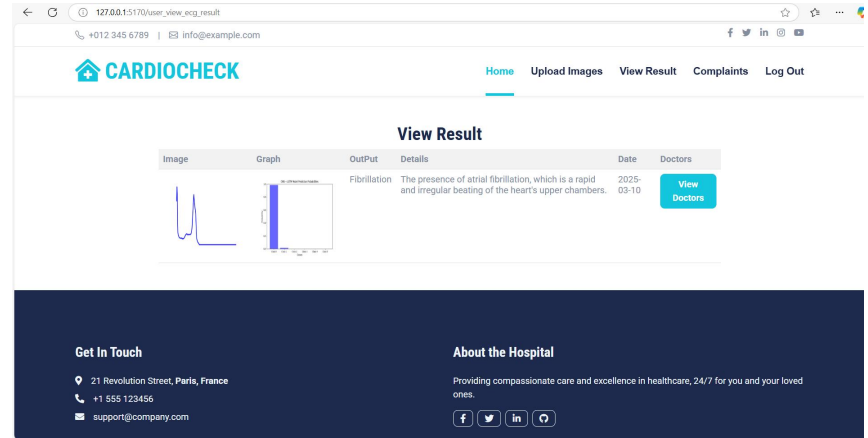 127.0.0.1:5170/user_view_ecg_result
+012 345 6789 | info@example.com
CARDIOCHECK
Home Upload Images View Result Complaints Log Out
View Result
Image Graph OutPut Details Date Doctors
Fibrillation The presence of atrial fibrillation, which is a rapid 2025- View
and irregular beating of the heart's upper chambers. 03-10 Doctors
Get In Touch About the Hospital
21 Revolution Street, Paris, France Providing compassionate care and excellence in healthcare, 24/7 for you and your loved
+1 555 123456 ones.
support@company.com